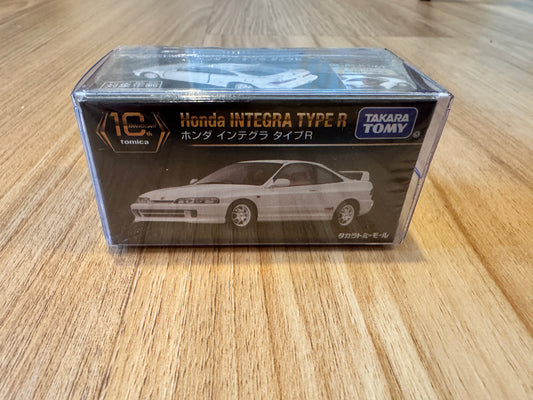 10th
ANNIVERSARY
tomica
Honda INTEGRA TYPE R
ホンダ インテグラ タイプR
TAKARA
TOMY
タカラトミーモール